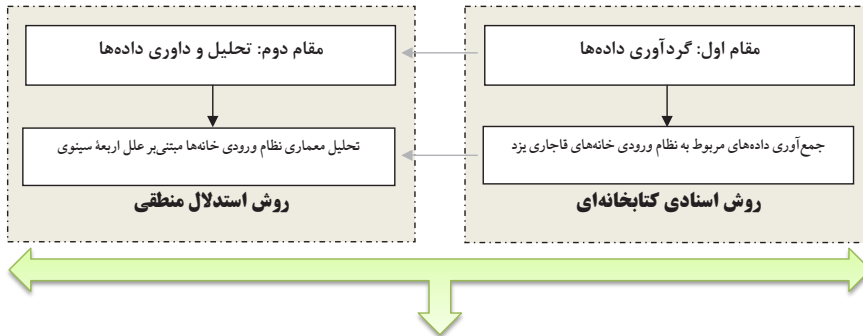 مقام اول: گردآوری داده‌ها
جمع‌آوری داده‌های مربوط به نظام ورودی خانه‌های قاجاری یزد
روش اسنادی کتابخانه‌ای
مقام دوم: تحلیل و داوری داده‌ها
تحلیل معماری نظام ورودی خانه‌ها مبتنی‌بر علل اربعهٔ سینوی
روش استدلال منطقی